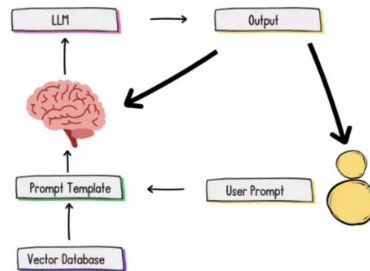 LLM
Output
Prompt Template
User Prompt
Vector Database